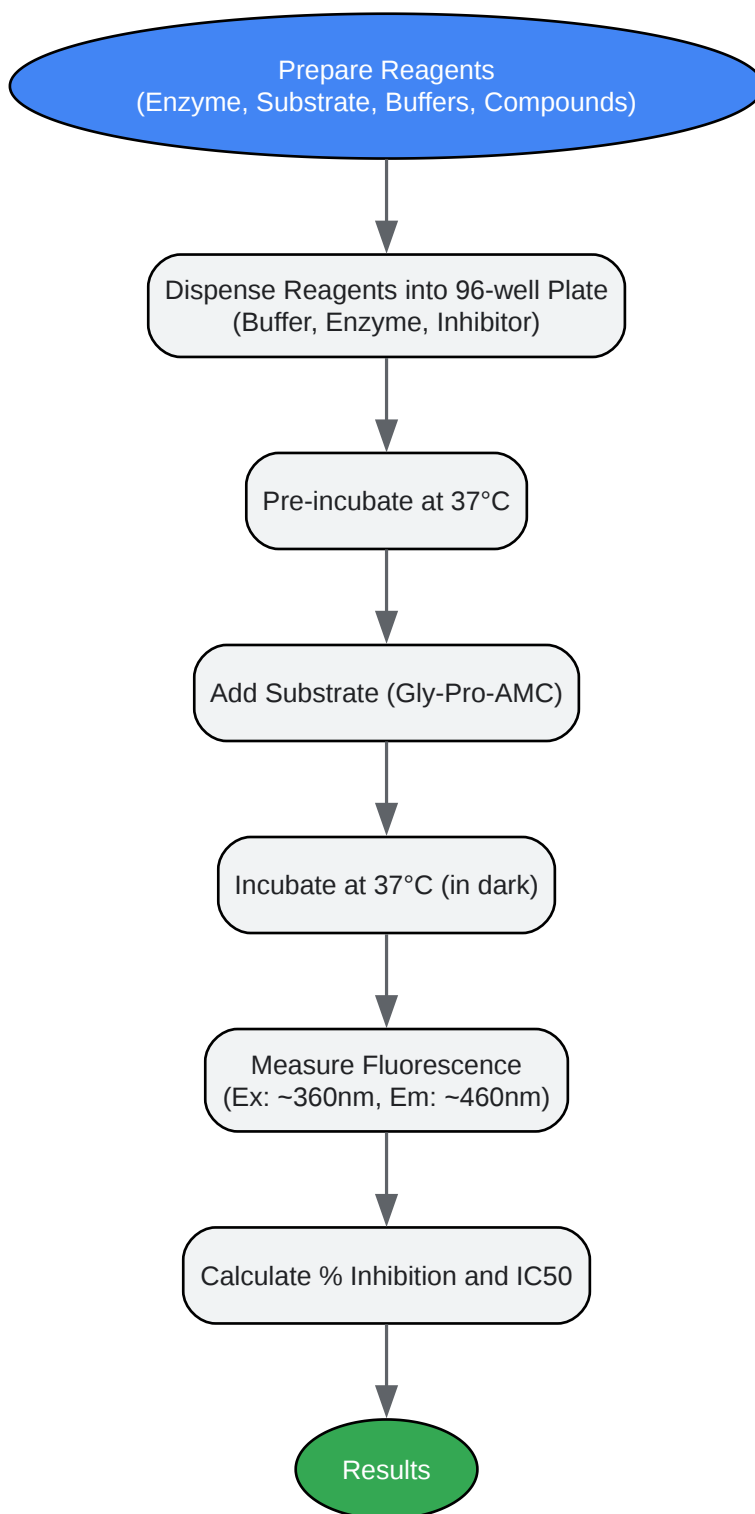 Prepare Reagents
(Enzyme, Substrate, Buffers, Compounds)
Dispense Reagents into 96-well Plate
(Buffer, Enzyme, Inhibitor)
Pre-incubate at 37°C
Add Substrate (Gly-Pro-AMC)
Incubate at 37°C (in dark)
Measure Fluorescence
(Ex: ~360nm, Em: ~460nm)
Calculate % Inhibition and IC50
Results